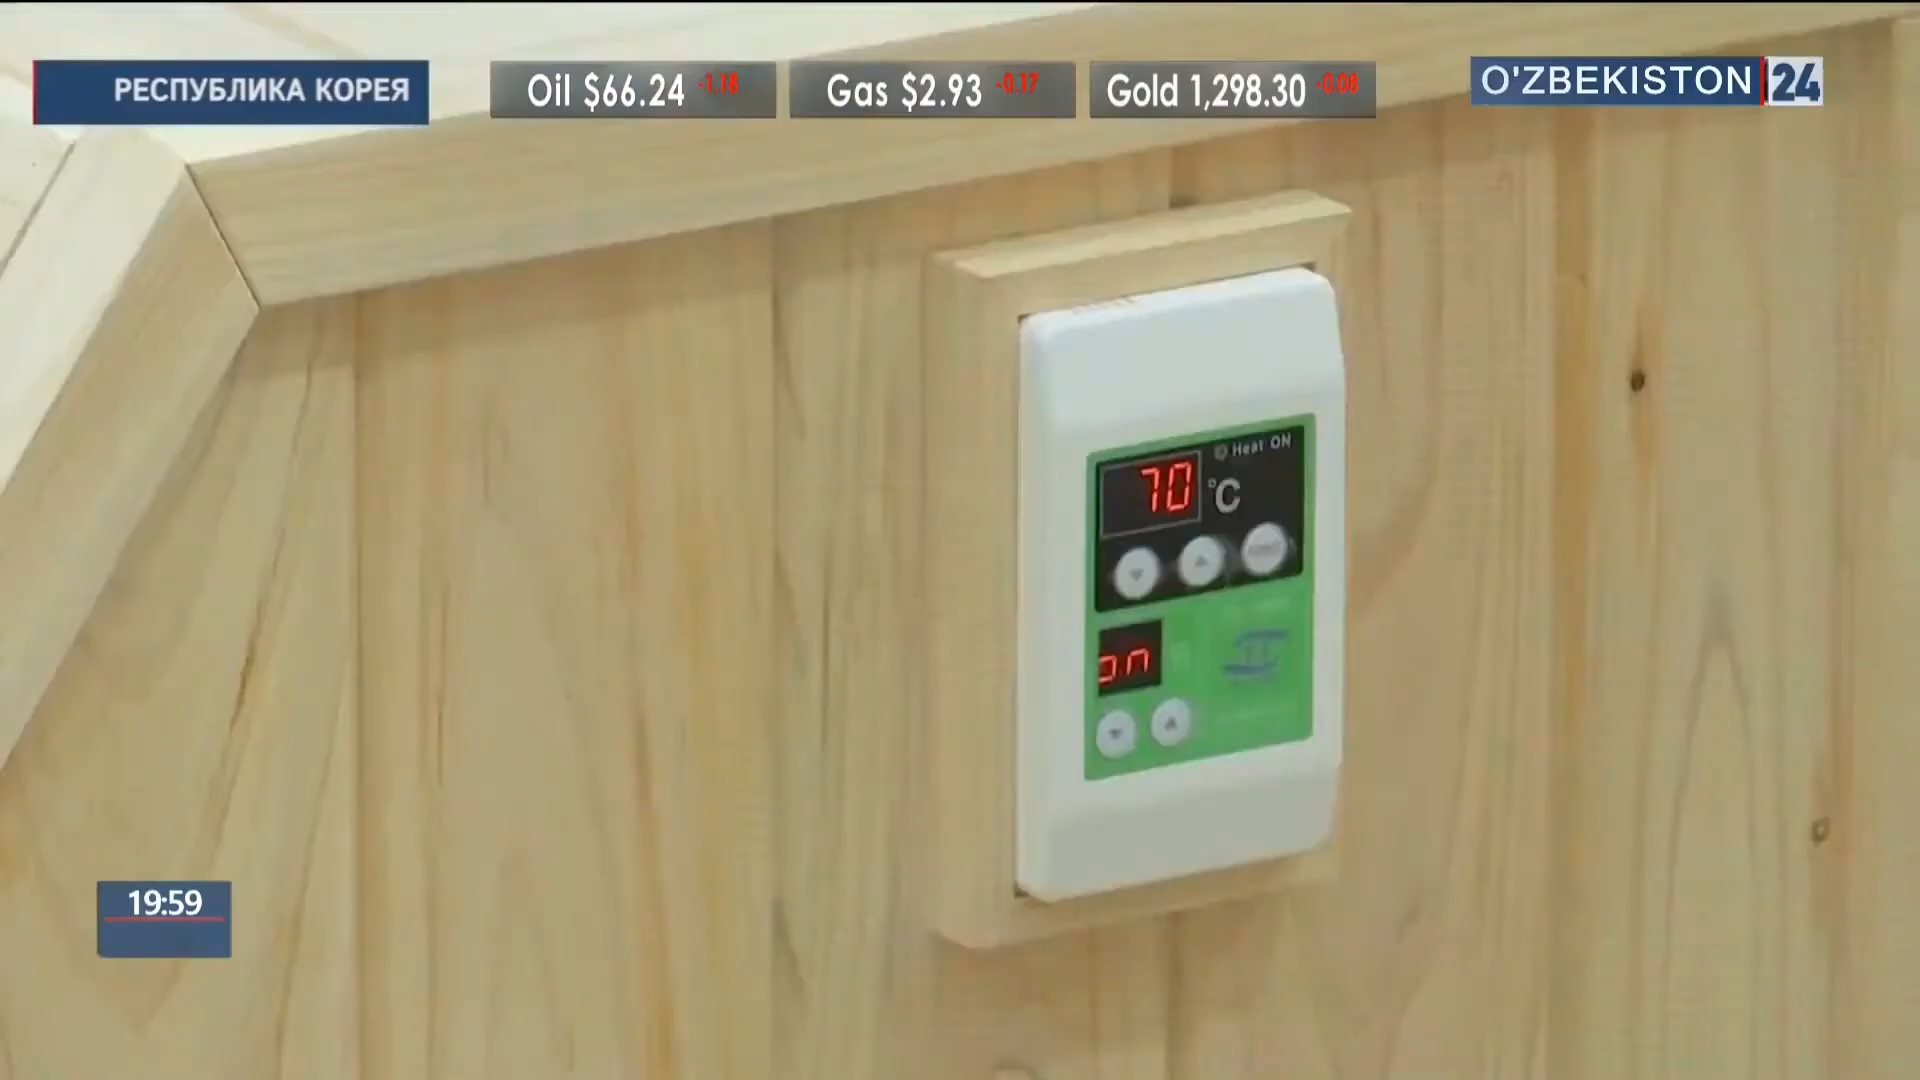 РЕСПУБЛИКА КОРЕЯ
Oil $66.24 -1.18
Gas $2.93 -0.17
Gold 1,298.30 -0.08
O'ZBEKISTON 24
Heat ON
70 °C
on
19:59